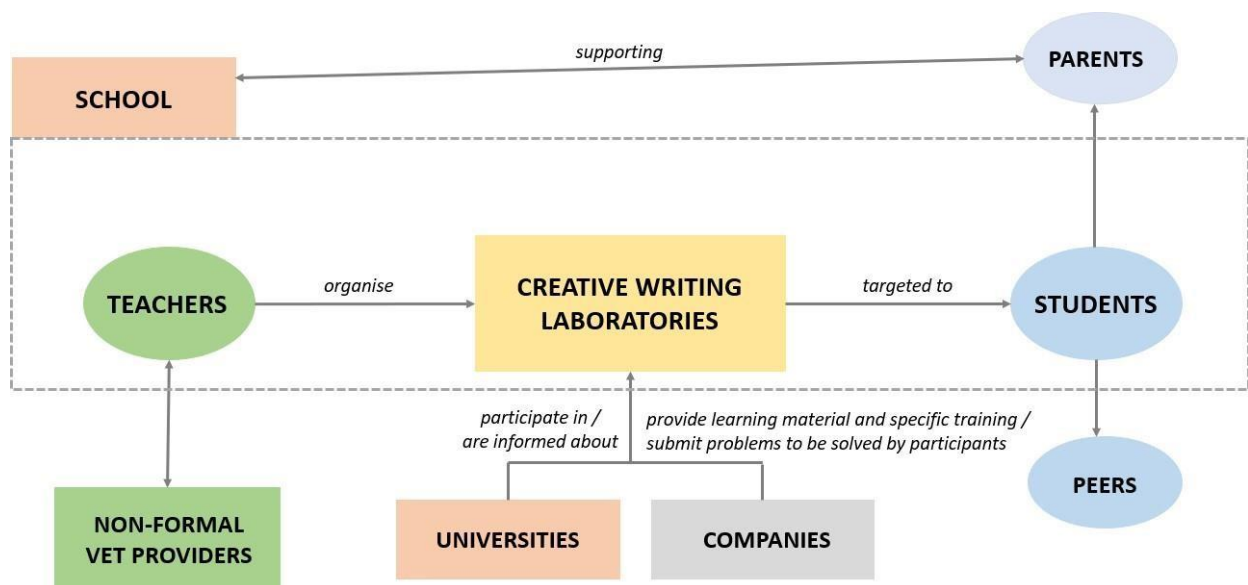 supporting
PARENTS
SCHOOL
TEACHERS
organise
CREATIVE WRITING
LABORATORIES
targeted to
STUDENTS
participate in /
are informed about
provide learning material and specific training /
submit problems to be solved by participants
PEERS
NON-FORMAL
VET PROVIDERS
UNIVERSITIES
COMPANIES